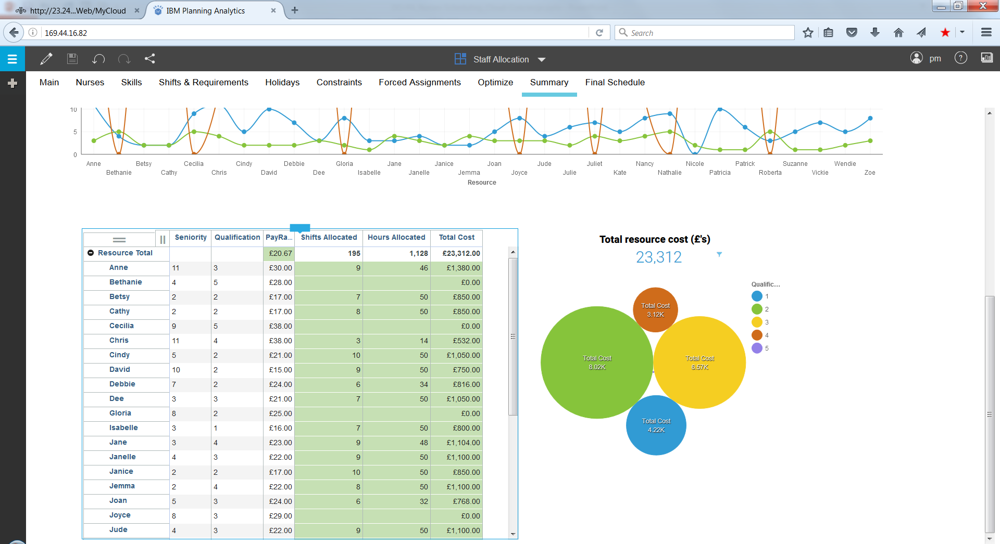 http://23.24...Web/MyCloud
IBM Planning Analytics
169.44.16.82
Search
Staff Allocation
pm
Main Nurses Skills Shifts & Requirements Holidays Constraints Forced Assignments Optimize Summary Final Schedule
10
5
0
Anne Betsy Cecilia Cindy Debbie Gloria Jane Janice Joan Jude Juliet Nancy Nicole Patrick Suzanne Wendie
Bethanie Cathy Chris David Dee Isabelle Janelle Jemma Joyce Julie Kate Nathalie Patricia Roberta Vickie Zoe
Resource
Seniority Qualification PayRa... Shifts Allocated Hours Allocated Total Cost
Resource Total £20.67 195 1,128 £23,312.00
Anne 11 3 £30.00 9 46 £1,380.00
Bethanie 4 5 £28.00 £0.00
Betsy 2 2 £17.00 7 50 £850.00
Cathy 2 2 £17.00 8 50 £850.00
Cecilia 9 5 £38.00 £0.00
Chris 11 4 £38.00 3 14 £532.00
Cindy 5 2 £21.00 10 50 £1,050.00
David 10 2 £15.00 9 50 £750.00
Debbie 7 2 £24.00 6 34 £816.00
Dee 3 3 £21.00 7 50 £1,050.00
Gloria 8 2 £25.00 £0.00
Isabelle 3 1 £16.00 7 50 £800.00
Jane 3 4 £23.00 9 48 £1,104.00
Janelle 4 3 £22.00 9 50 £1,100.00
Janice 2 2 £17.00 10 50 £850.00
Jemma 2 4 £22.00 8 50 £1,100.00
Joan 5 3 £24.00 6 32 £768.00
Joyce 8 3 £29.00 £0.00
Jude 4 3 £22.00 9 50 £1,100.00
Total resource cost (£'s)
23,312
Qualific...
1
2
3
4
5
Total Cost
3.12K
Total Cost
8.02K
Total Cost
6.57K
Total Cost
4.22K